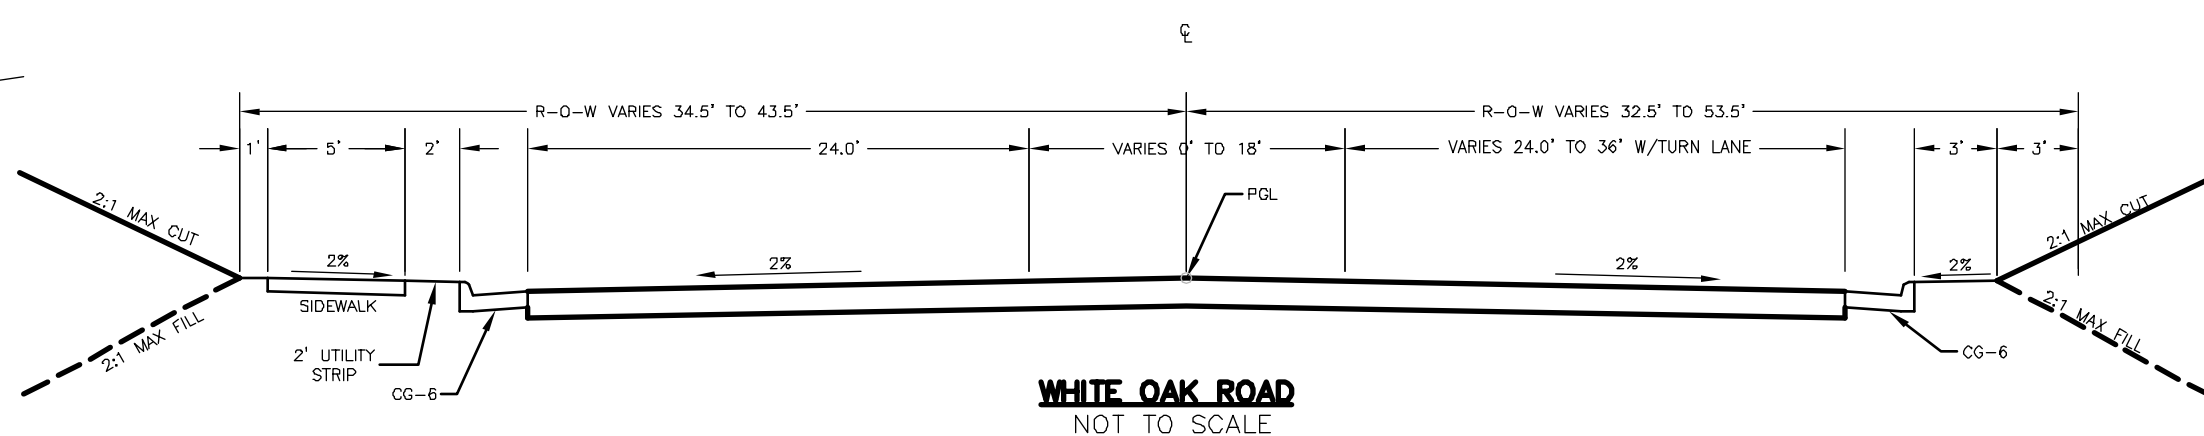 ℄
R-O-W VARIES 34.5' TO 43.5'
R-O-W VARIES 32.5' TO 53.5'
1'
5'
2'
24.0'
VARIES 0' TO 18'
VARIES 24.0' TO 36' W/TURN LANE
3'
3'
PGL
2:1 MAX CUT
2:1 MAX CUT
2%
2%
2%
2%
SIDEWALK
2:1 MAX FILL
2:1 MAX FILL
2' UTILITY
STRIP
CG-6
CG-6
WHITE OAK ROAD
NOT TO SCALE